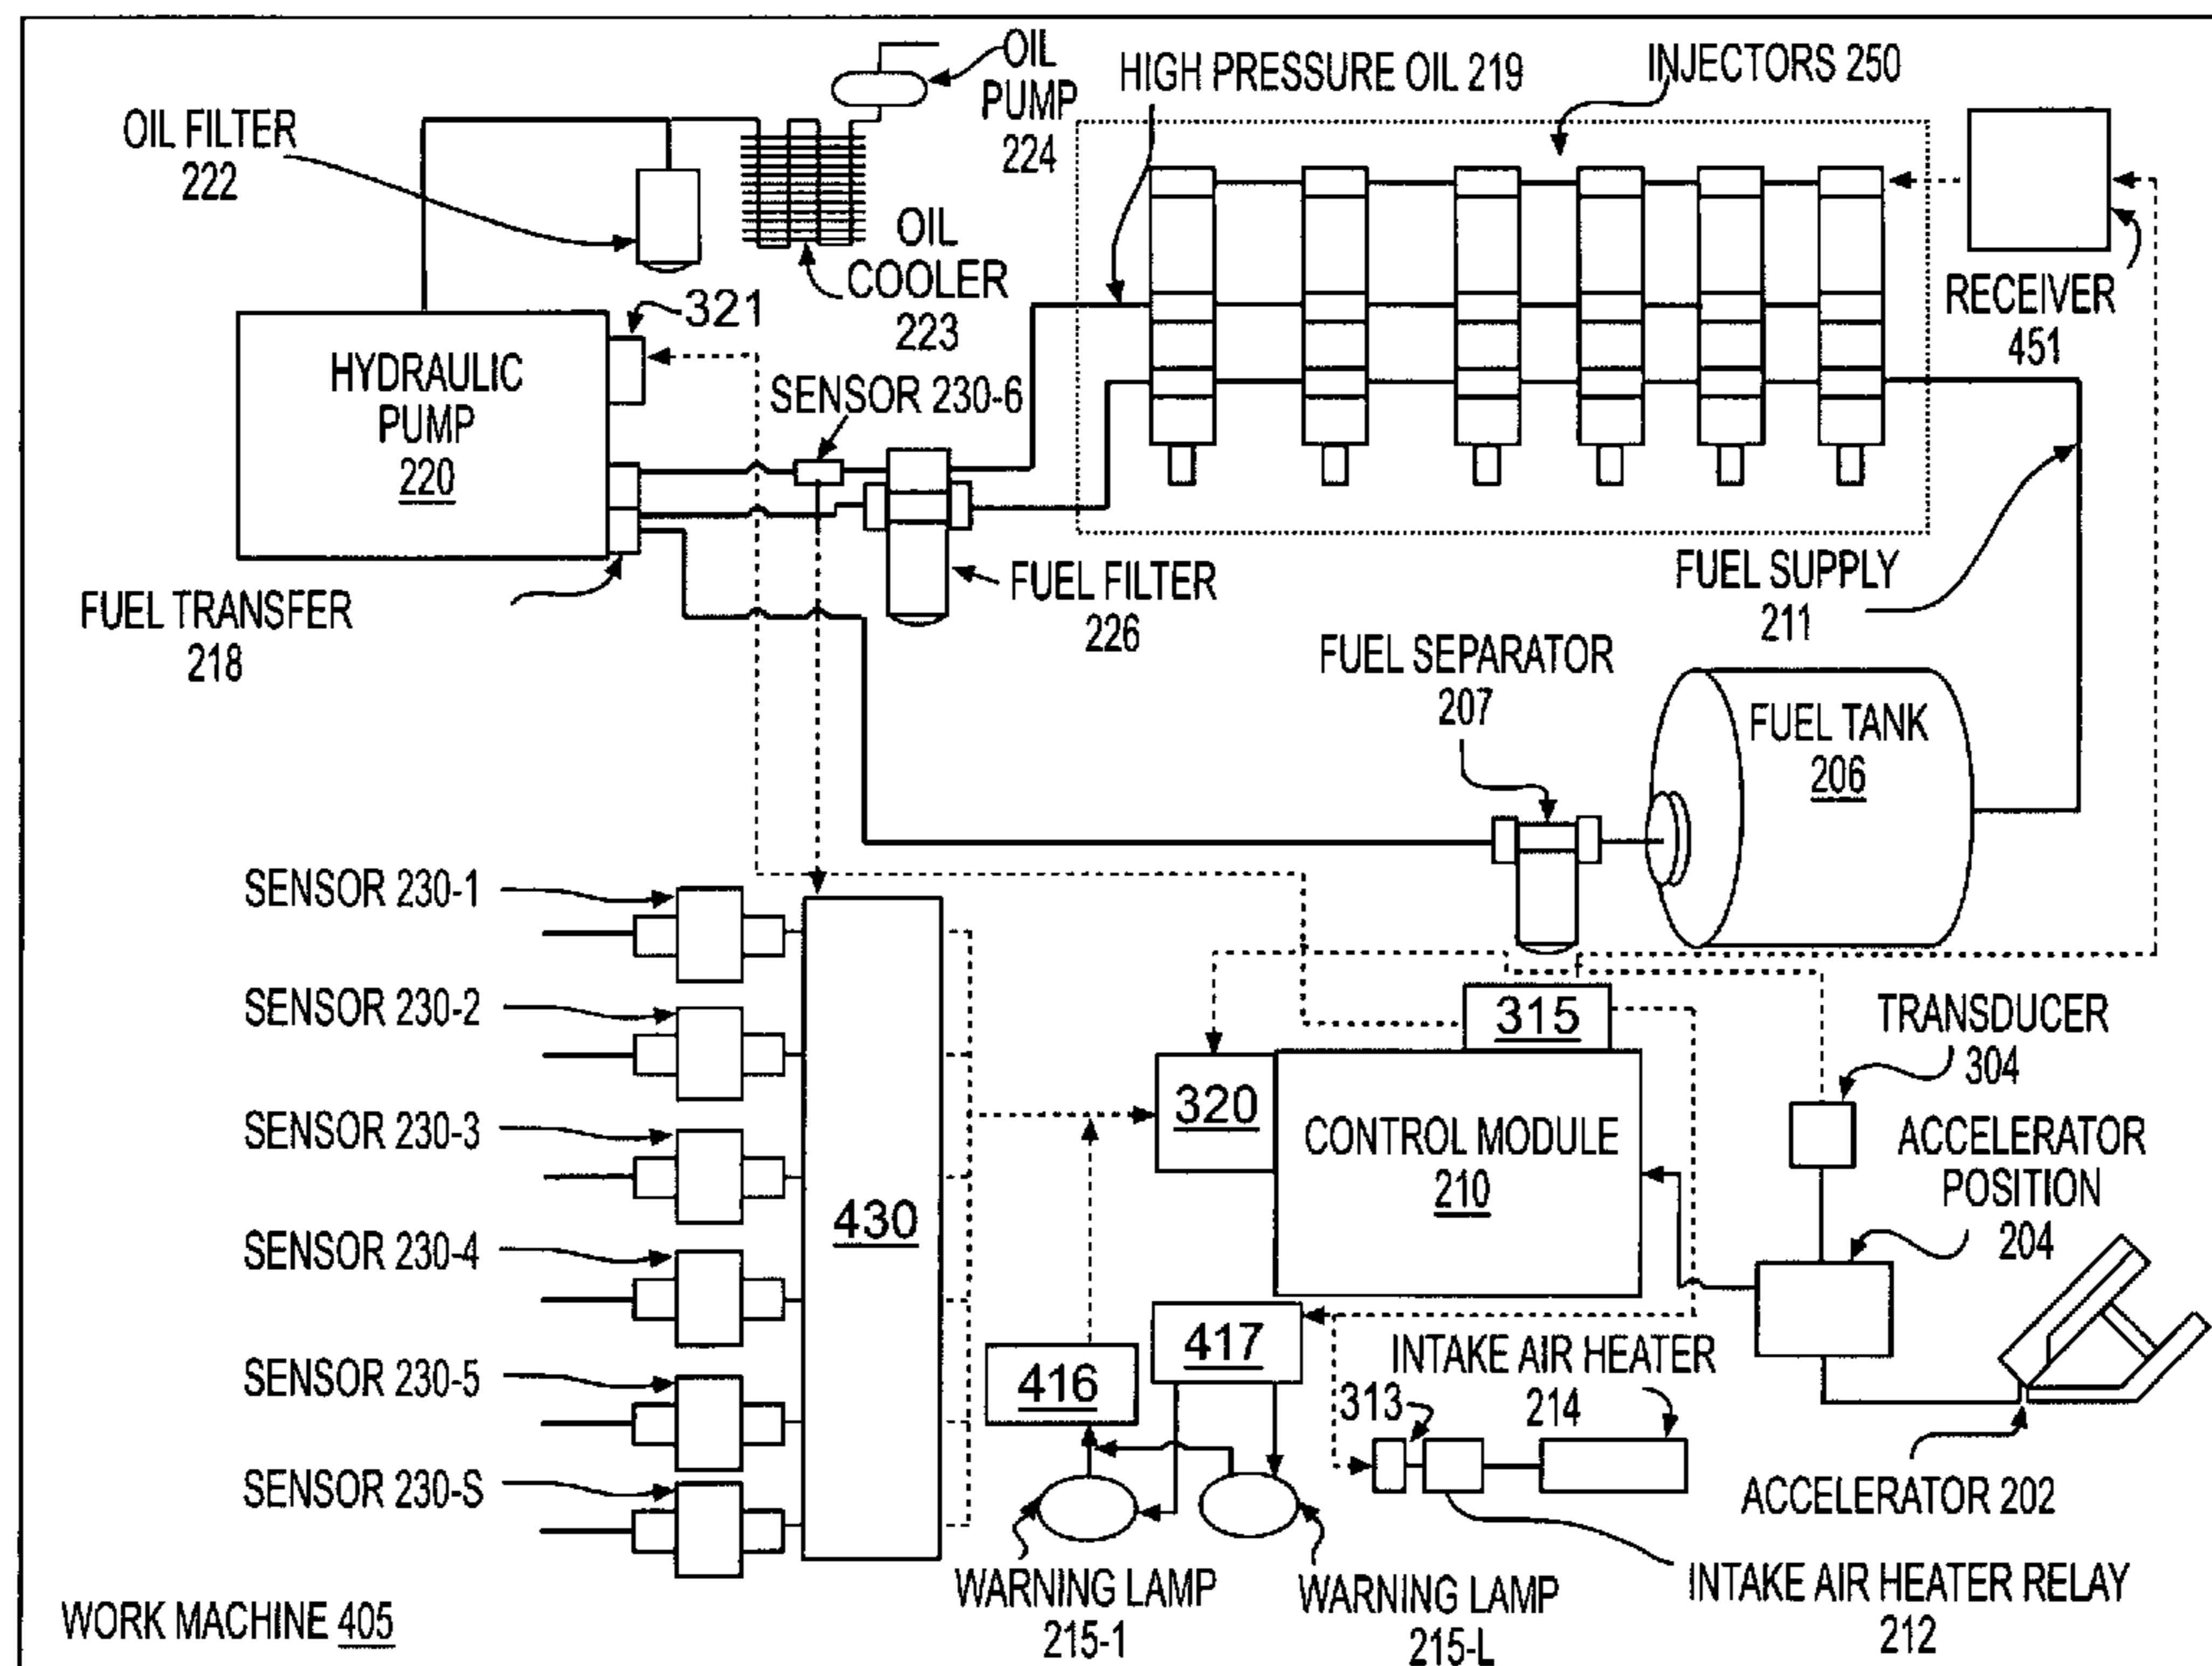 OIL
PUMP
224
HIGH PRESSURE OIL 219
INJECTORS 250
OIL FILTER
222
OIL
COOLER
223
RECEIVER
451
321
HYDRAULIC
PUMP
220
SENSOR 230-6
FUEL TRANSFER
218
FUEL FILTER
226
FUEL SUPPLY
211
FUEL SEPARATOR
207
FUEL TANK
206
SENSOR 230-1
SENSOR 230-2
SENSOR 230-3
SENSOR 230-4
SENSOR 230-5
SENSOR 230-S
430
315
320
CONTROL MODULE
210
TRANSDUCER
304
ACCELERATOR
POSITION
204
416
417
INTAKE AIR HEATER
214
313
ACCELERATOR 202
WARNING LAMP
215-1
WARNING LAMP
215-L
INTAKE AIR HEATER RELAY
212
WORK MACHINE 405